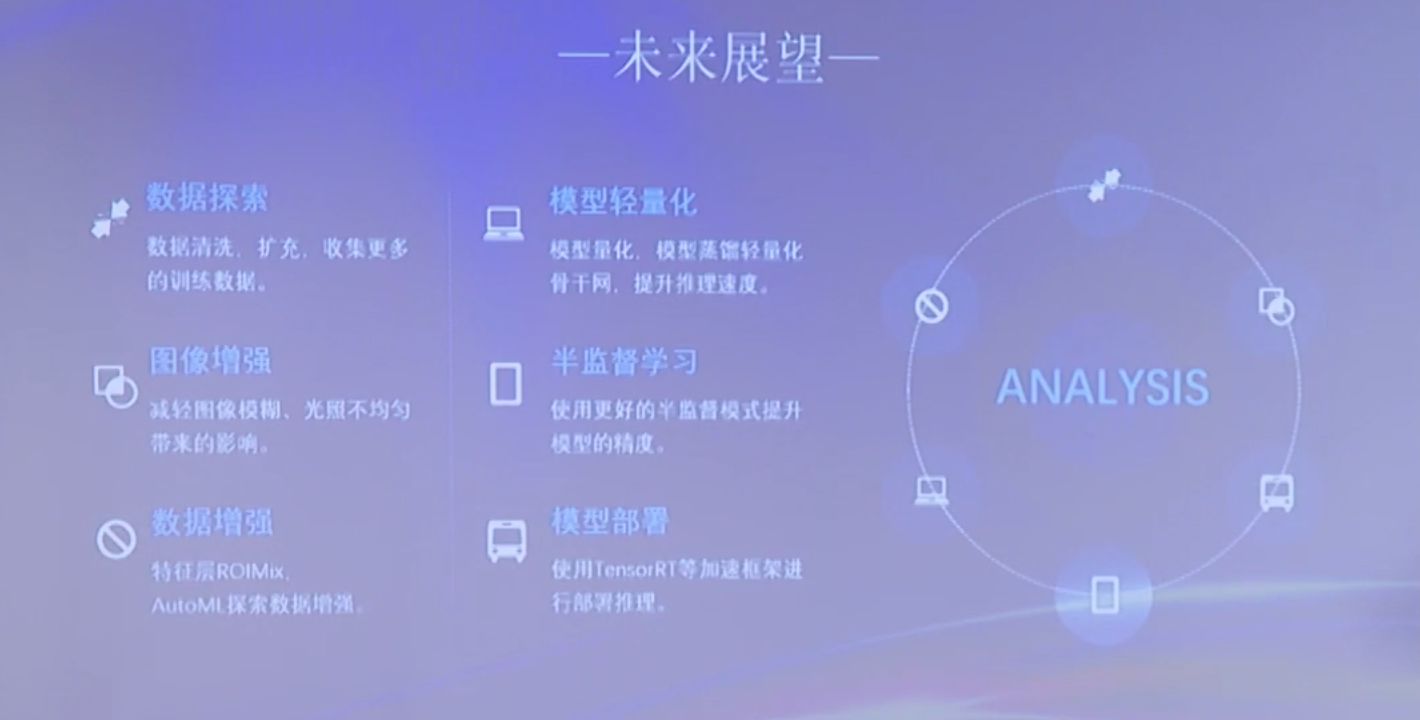 —未来展望—
数据探索
数据清洗，扩充，收集更多
的训练数据。
图像增强
减轻图像模糊、光照不均匀
带来的影响。
数据增强
特征层ROIMix，
AutoML探索数据增强。
模型轻量化
模型量化，模型蒸馏轻量化
骨干网，提升推理速度。
半监督学习
使用更好的半监督模式提升
模型的精度。
模型部署
使用TensorRT等加速框架进
行部署推理。
ANALYSIS